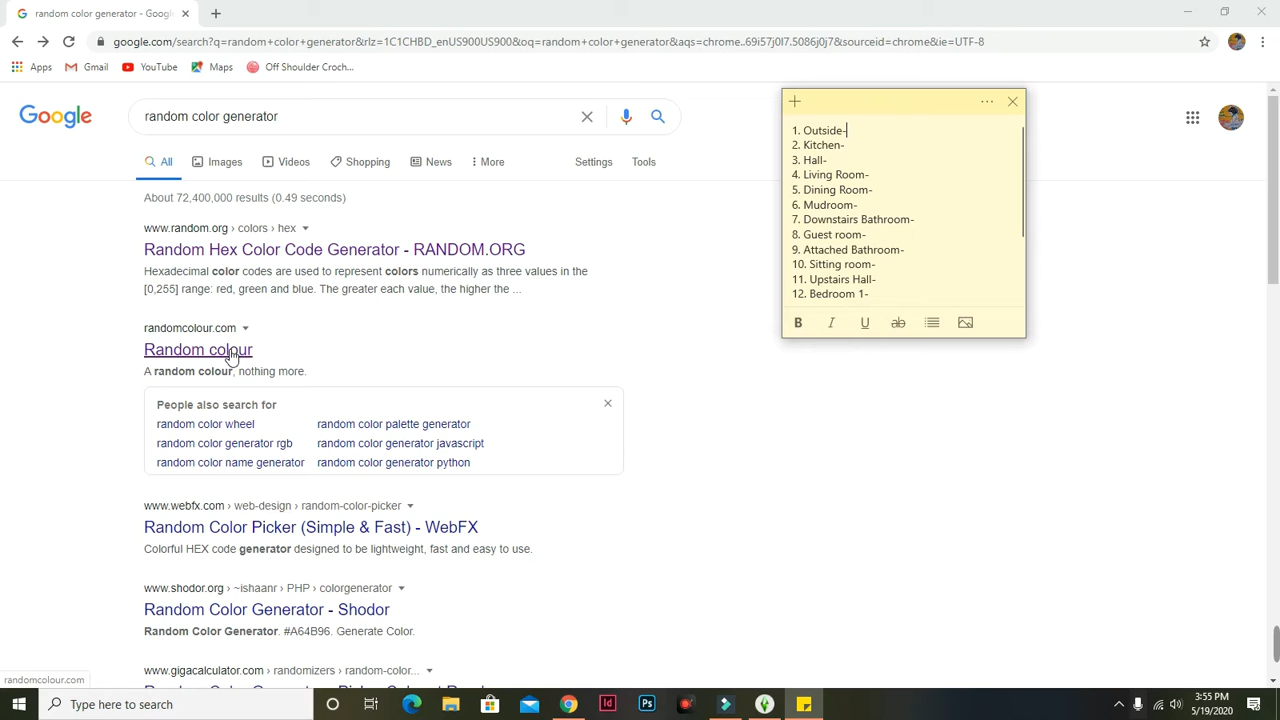 random color generator - Goog
google.com/search?q=random+color+generator&rlz=1C1CHBD_enUS900US900&oq=random+color+generator&aqs=chrome..69i57j0l7.5086j0j7&sourceid=chrome&ie=UTF-8
Apps Gmail YouTube Maps Off Shoulder Croch...
Google
random color generator
All Images Videos Shopping News More Settings Tools
About 72,400,000 results (0.49 seconds)
www.random.org › colors › hex
Random Hex Color Code Generator - RANDOM.ORG
Hexadecimal color codes are used to represent colors numerically as three values in the
[0,255] range: red, green and blue. The greater each value, the higher the ...
randomcolour.com
Random colour
A random colour, nothing more.
People also search for
random color wheel random color palette generator
random color generator rgb random color generator javascript
random color name generator random color generator python
www.webfx.com › web-design › random-color-picker
Random Color Picker (Simple & Fast) - WebFX
Colorful HEX code generator designed to be lightweight, fast and easy to use.
www.shodor.org › ~ishaanr › PHP › colorgenerator
Random Color Generator - Shodor
Random Color Generator. #A64B96. Generate Color.
www.gigacalculator.com › randomizers › random-color...
1. Outside-
2. Kitchen-
3. Hall-
4. Living Room-
5. Dining Room-
6. Mudroom-
7. Downstairs Bathroom-
8. Guest room-
9. Attached Bathroom-
10. Sitting room-
11. Upstairs Hall-
12. Bedroom 1-
B I U ab
randomcolour.com
Type here to search
Id Ps
3:55 PM
5/19/2020